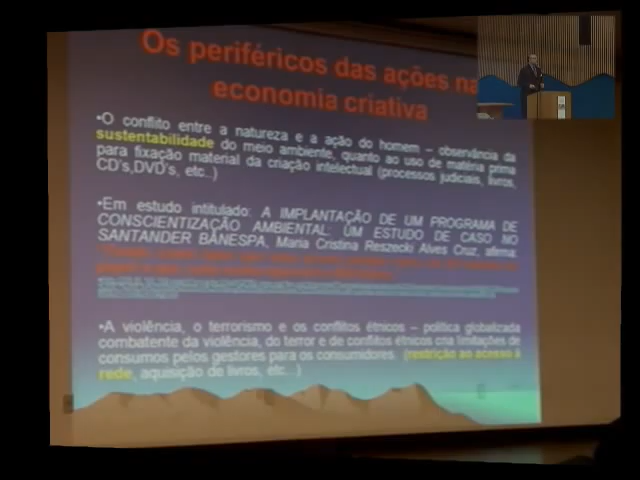 Os periféricos das ações na
economia criativa
•O conflito entre a natureza e a ação do homem – observância da
sustentabilidade do meio ambiente, quanto ao uso de matéria prima
para fixação material da criação intelectual (processos judiciais, livros,
CD's,DVD's, etc..)
•Em estudo intitulado: A IMPLANTAÇÃO DE UM PROGRAMA DE
CONSCIENTIZAÇÃO AMBIENTAL: UM ESTUDO DE CASO NO
SANTANDER BANESPA, Maria Cristina Reszecki Alves Cruz, afirma:
•A violência, o terrorismo e os conflitos étnicos – política globalizada
combatente da violência, do terror e de conflitos étnicos cria limitações de
consumos pelos gestores para os consumidores (restrição ao acesso à
rede, aquisição de livros, etc...)